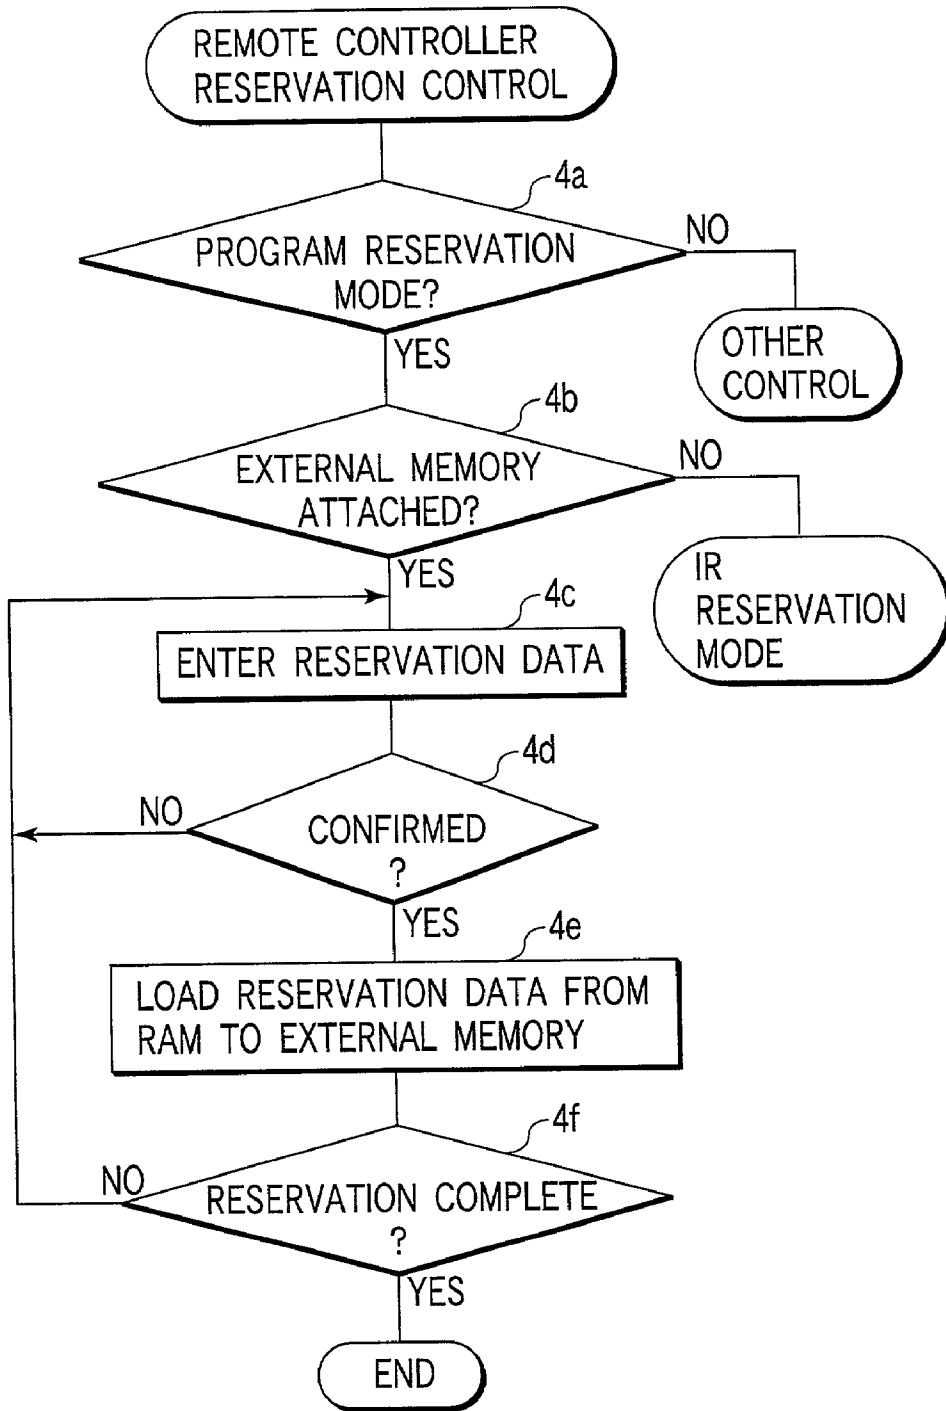 REMOTE CONTROLLER
RESERVATION CONTROL
4a
PROGRAM RESERVATION
MODE?
NO
YES
OTHER
CONTROL
4b
EXTERNAL MEMORY
ATTACHED?
NO
YES
IR
RESERVATION
MODE
4c
ENTER RESERVATION DATA
4d
NO
CONFIRMED
?
YES
4e
LOAD RESERVATION DATA FROM
RAM TO EXTERNAL MEMORY
4f
NO
RESERVATION COMPLETE
?
YES
END